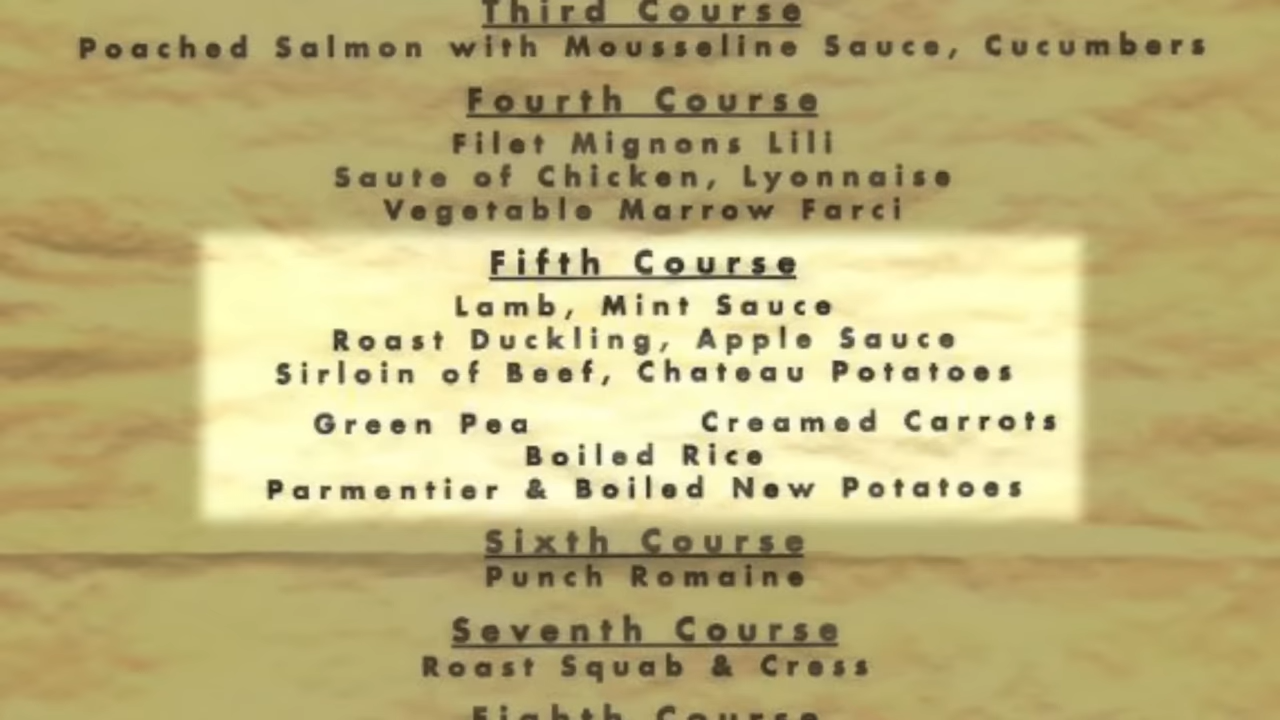 Third Course
Poached Salmon with Mousseline Sauce, Cucumbers
Fourth Course
Filet Mignons Lili
Saute of Chicken, Lyonnaise
Vegetable Marrow Farci
Fifth Course
Lamb, Mint Sauce
Roast Duckling, Apple Sauce
Sirloin of Beef, Chateau Potatoes
Green Pea Creamed Carrots
Boiled Rice
Parmentier & Boiled New Potatoes
Sixth Course
Punch Romaine
Seventh Course
Roast Squab & Cress
Eighth Course